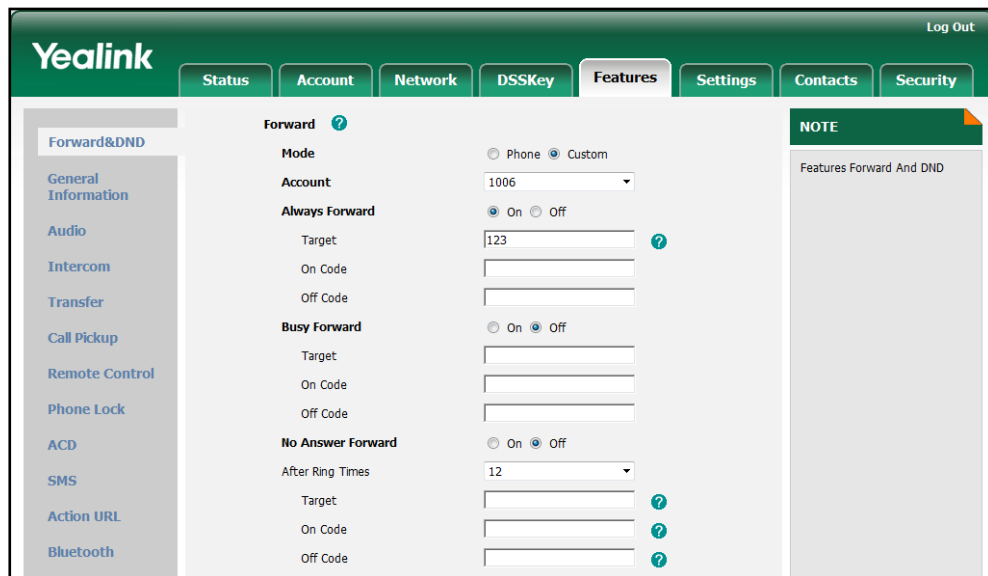 Log Out
Yealink
Status Account Network DSSKey Features Settings Contacts Security
Forward&DND
General
Information
Audio
Intercom
Transfer
Call Pickup
Remote Control
Phone Lock
ACD
SMS
Action URL
Bluetooth
Forward ?
Mode Phone Custom
Account 1006
Always Forward On Off
Target 123 ?
On Code
Off Code
Busy Forward On Off
Target
On Code
Off Code
No Answer Forward On Off
After Ring Times 12
Target ?
On Code ?
Off Code ?
NOTE
Features Forward And DND